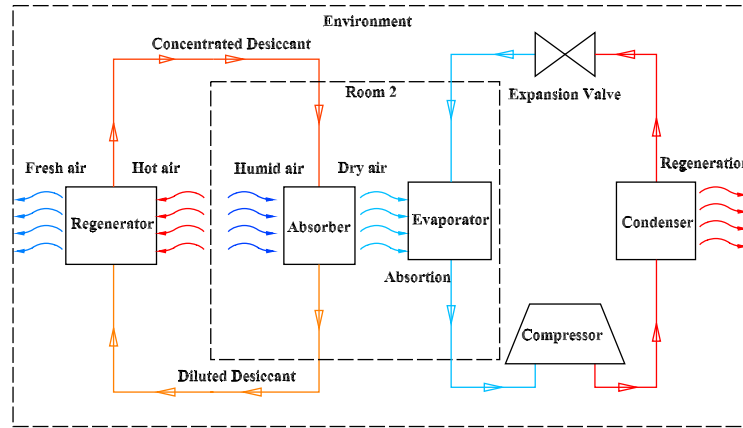 Environment
Concentrated Desiccant
Room 2
Expansion Valve
Fresh air
Hot air
Humid air
Dry air
Regeneration
Regenerator
Absorber
Evaporator
Condenser
Absortion
Compressor
Diluted Desiccant